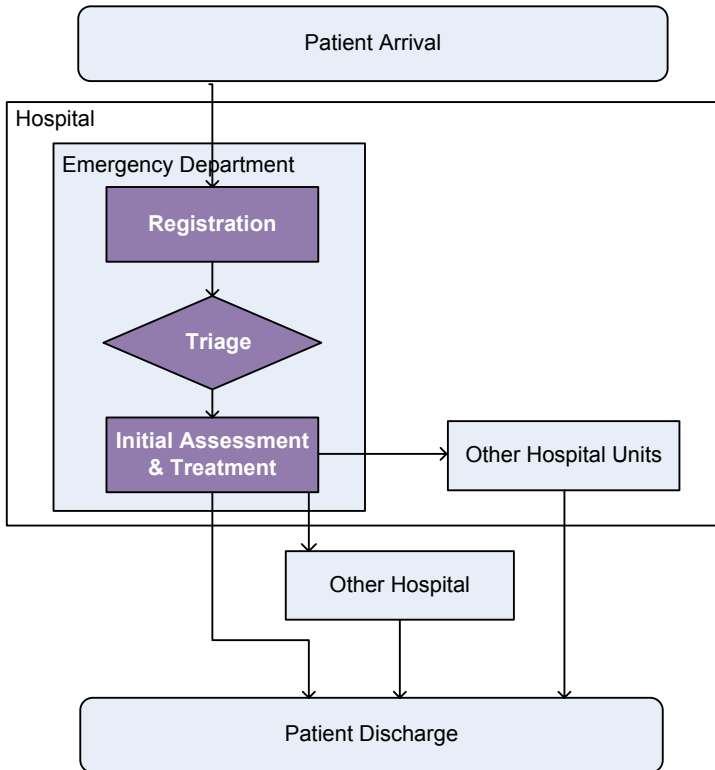 Patient Arrival
Hospital
Emergency Department
Registration
Triage
Initial Assessment
& Treatment
Other Hospital Units
Other Hospital
Patient Discharge